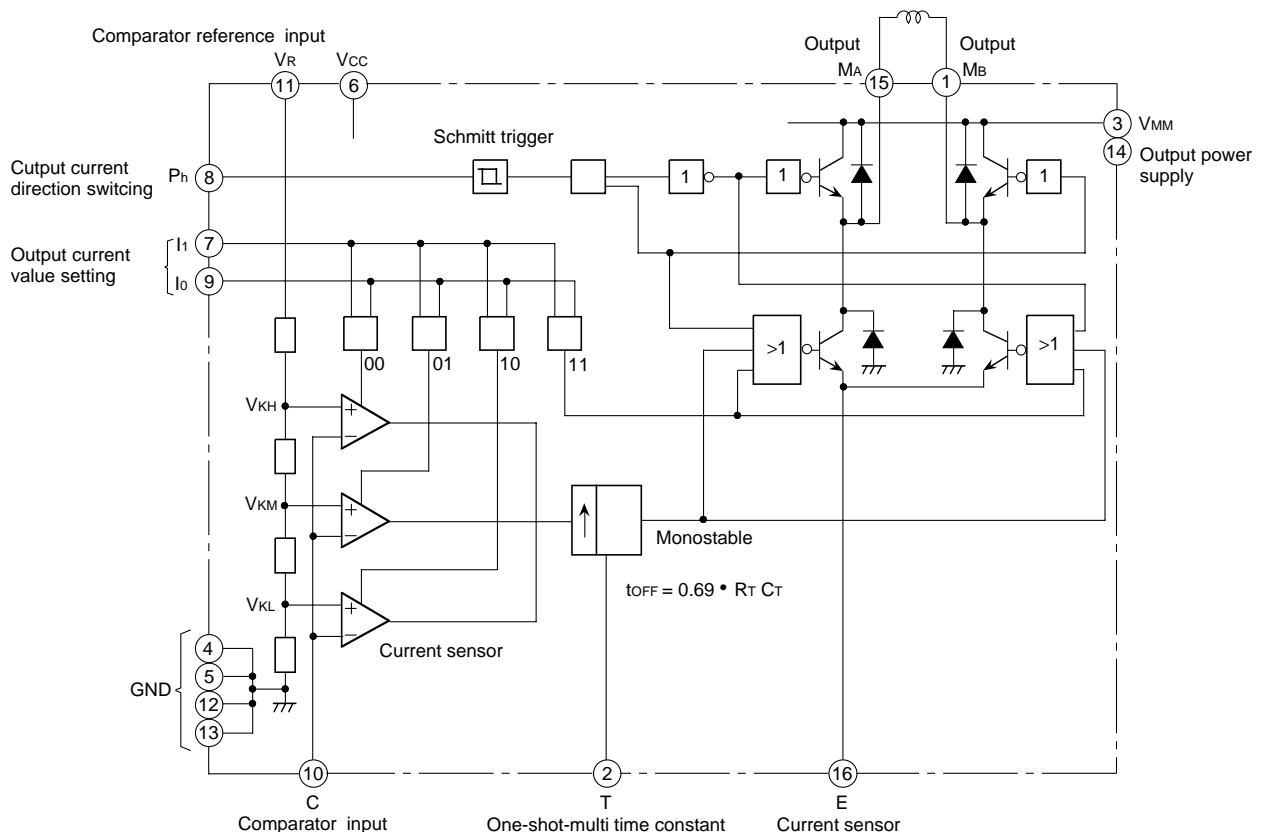 Comparator reference input
VR
VCC
11
6
Output
MA
15
Output
MB
1
3
VMM
14
Output power
supply
Schmitt trigger
Cutput current
direction switcing
Ph
8
1
1
1
Output current
value setting
I1
7
I0
9
00
01
10
11
>1
>1
VKH
+
−
VKM
+
−
VKL
+
−
Current sensor
Monostable
tOFF = 0.69 • RT CT
GND
4
5
12
13
10
C
Comparator input
2
T
One-shot-multi time constant
16
E
Current sensor